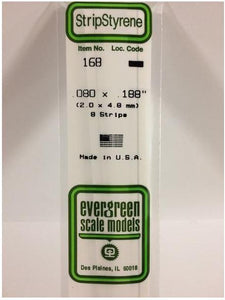 StripStyrene
Item No. Loc. Code
168
.080 x .188"
(2.0 x 4.8 mm)
8 Strips
Made in U.S.A.
evergreen
scale models
Des Plaines, IL 60018